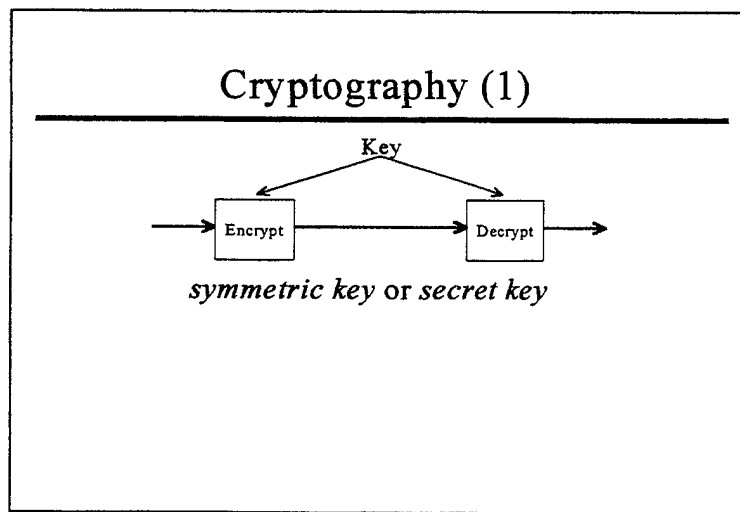 Cryptography (1)
Key
Encrypt
Decrypt
symmetric key or secret key